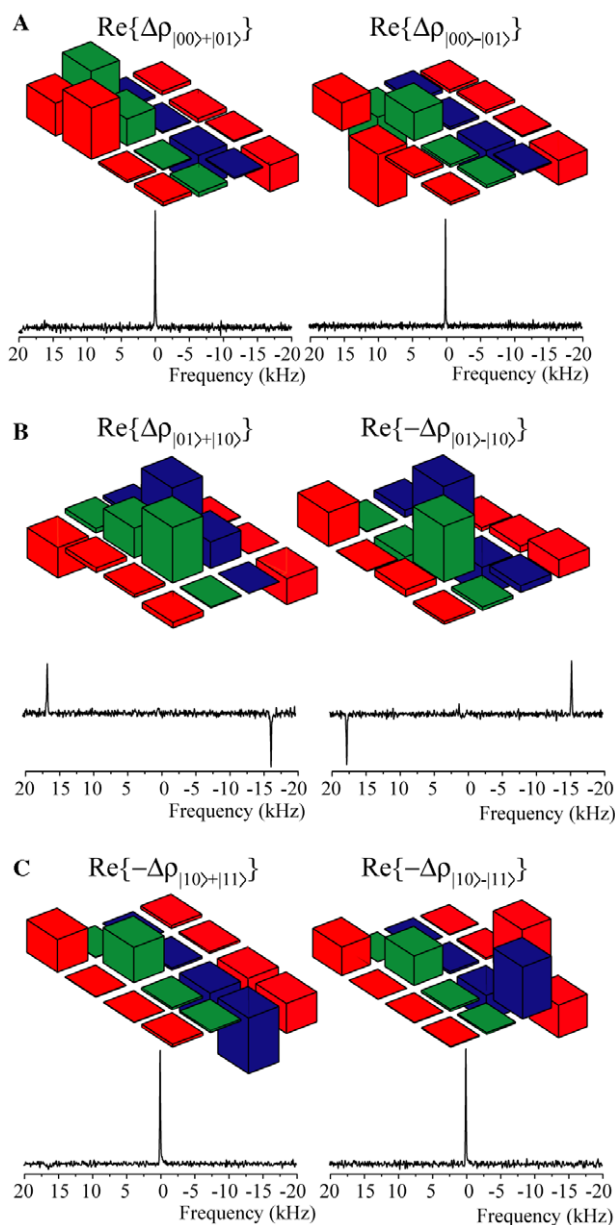 A Re{Δρ|00>+|01>} Re{Δρ|00>-|01>}
20 15 10 5 0 -5 -10 -15 -20 20 15 10 5 0 -5 -10 -15 -20
Frequency (kHz) Frequency (kHz)
B Re{Δρ|01>+|10>} Re{−Δρ|01>-|10>}
20 15 10 5 0 -5 -10 -15 -20 20 15 10 5 0 -5 -10 -15 -20
Frequency (kHz) Frequency (kHz)
C Re{−Δρ|10>+|11>} Re{−Δρ|10>-|11>}
20 15 10 5 0 -5 -10 -15 -20 20 15 10 5 0 -5 -10 -15 -20
Frequency (kHz) Frequency (kHz)